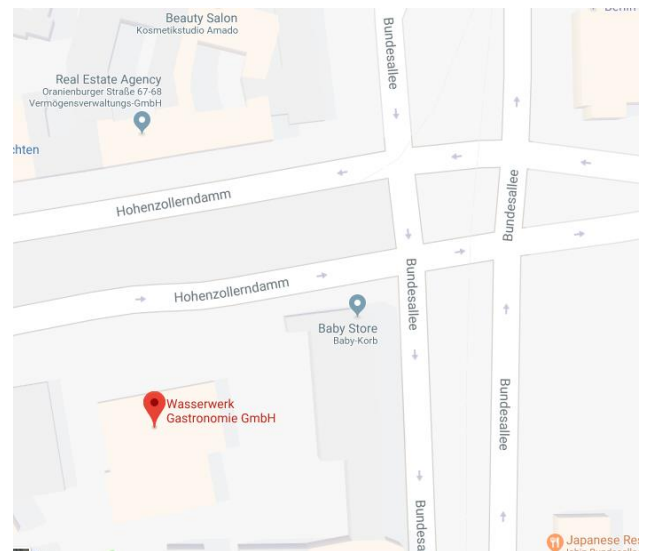 Beauty Salon
Kosmetikstudio Amado
Real Estate Agency
Oranienburger Straße 67-68
Vermögensverwaltungs-GmbH
chten
Bundesallee
Hohenzollerndamm
Bundesallee
Hohenzollerndamm
Bundesallee
Baby Store
Baby-Korb
Wasserwerk
Gastronomie GmbH
Bundesallee
Bundesa
Japanese Res